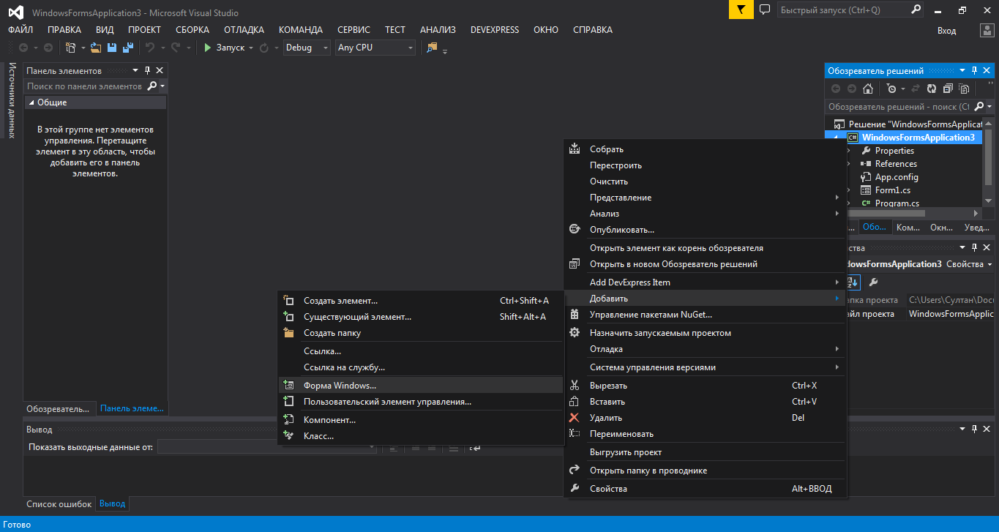 WindowsFormsApplication3 - Microsoft Visual Studio
Быстрый запуск (Ctrl+Q)
ФАЙЛ ПРАВКА ВИД ПРОЕКТ СБОРКА ОТЛАДКА КОМАНДА СЕРВИС ТЕСТ АНАЛИЗ DEVEXPRESS ОКНО СПРАВКА
Вход
Запуск Debug Any CPU
Источники данных
Панель элементов
Поиск по панели элементов
Общие
В этой группе нет элементов
управления. Перетащите
элемент в эту область, чтобы
добавить его в панель
элементов.
Обозреватель... Панель элеме...
Обозреватель решений
Обозреватель решений - поиск (Ct
Решение "WindowsFormsApplicat
C# WindowsFormsApplication3
Properties
References
App.config
Form1.cs
C# Program.cs
... Обо... Ком... Окн... Увед...
ства
dowsFormsApplication3 Свойства
апка проекта C:\Users\Султан\Docu
айл проекта WindowsFormsApplic
Собрать
Перестроить
Очистить
Представление
Анализ
Опубликовать...
Открыть элемент как корень обозревателя
Открыть в новом Обозреватель решений
Add DevExpress Item
Добавить
Управление пакетами NuGet...
Назначить запускаемым проектом
Отладка
Система управления версиями
Вырезать Ctrl+X
Вставить Ctrl+V
Удалить Del
Переименовать
Выгрузить проект
Открыть папку в проводнике
Свойства Alt+ВВОД
Создать элемент... Ctrl+Shift+A
Существующий элемент... Shift+Alt+A
Создать папку
Ссылка...
Ссылка на службу...
Форма Windows...
Пользовательский элемент управления...
Компонент...
Класс...
Вывод
Показать выходные данные от:
Список ошибок Вывод
Готово